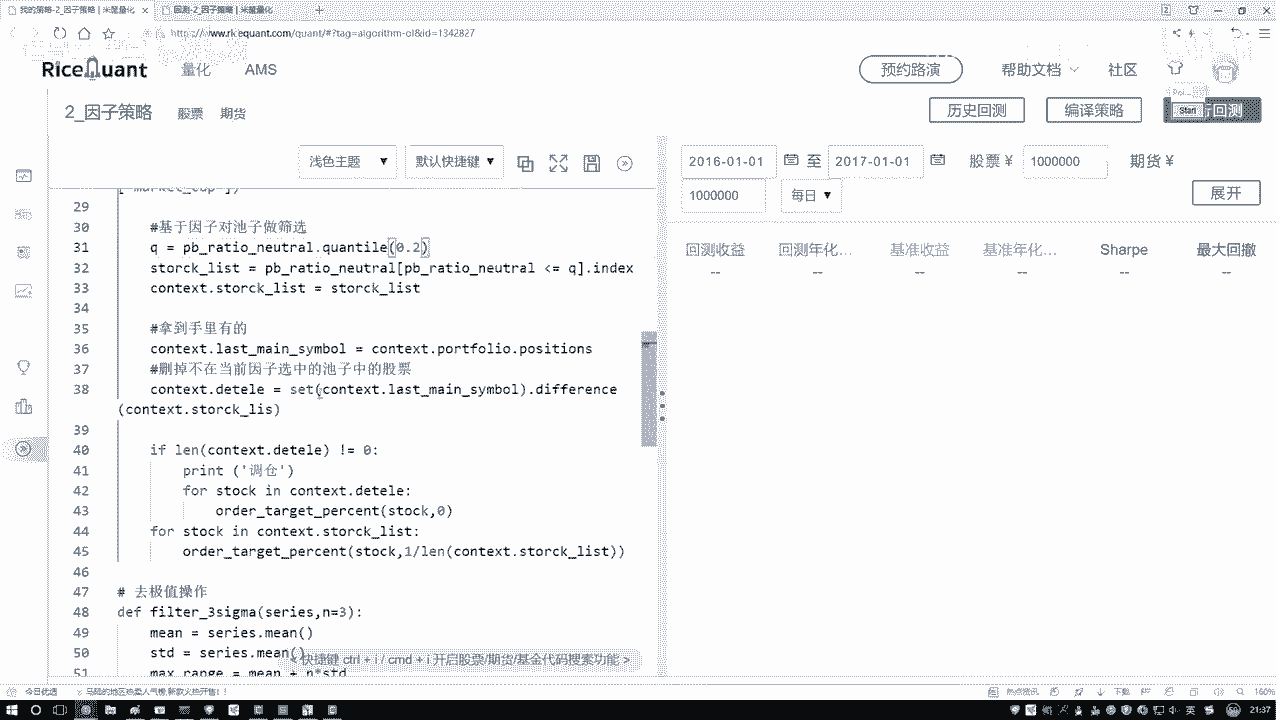 我的策略-2_因子策略 | 米筐量化
回测-2_因子策略 | 米筐量化
https://www.ricequant.com/quant/#?tag=algorithm-ol&id=1342827
RiceQuant 量化 AMS 预约路演 帮助文档 社区
2_因子策略 股票 期货 历史回测 编译策略 Start 行回测
浅色主题 默认快捷键
2016-01-01 至 2017-01-01 股票 ¥ 1000000 期货 ¥
1000000 每日 展开
回测收益 回测年化... 基准收益 基准年化... Sharpe 最大回撤
-- -- -- -- -- --
["market_cap"])
29
30 #基于因子对池子做筛选
31 q = pb_ratio_neutral.quantile(0.2)
32 storck_list = pb_ratio_neutral[pb_ratio_neutral <= q].index
33 context.storck_list = storck_list
34
35 #拿到手里有的
36 context.last_main_symbol = context.portfolio.positions
37 #删掉不在当前因子选中的池子中的股票
38 context.detele = set(context.last_main_symbol).difference
(context.storck_lis)
39
40 if len(context.detele) != 0:
41 print ('调仓')
42 for stock in context.detele:
43 order_target_percent(stock,0)
44 for stock in context.storck_list:
45 order_target_percent(stock,1/len(context.storck_list))
46
47 # 去极值操作
48 def filter_3sigma(series,n=3):
49 mean = series.mean()
50 std = series.mean()
51 max_range = mean + n*std
< 快捷键 ctrl + i / cmd + i 开启股票/期货/基金代码搜索功能 >
今日优选
热点资讯 下载 160%
英 21:37